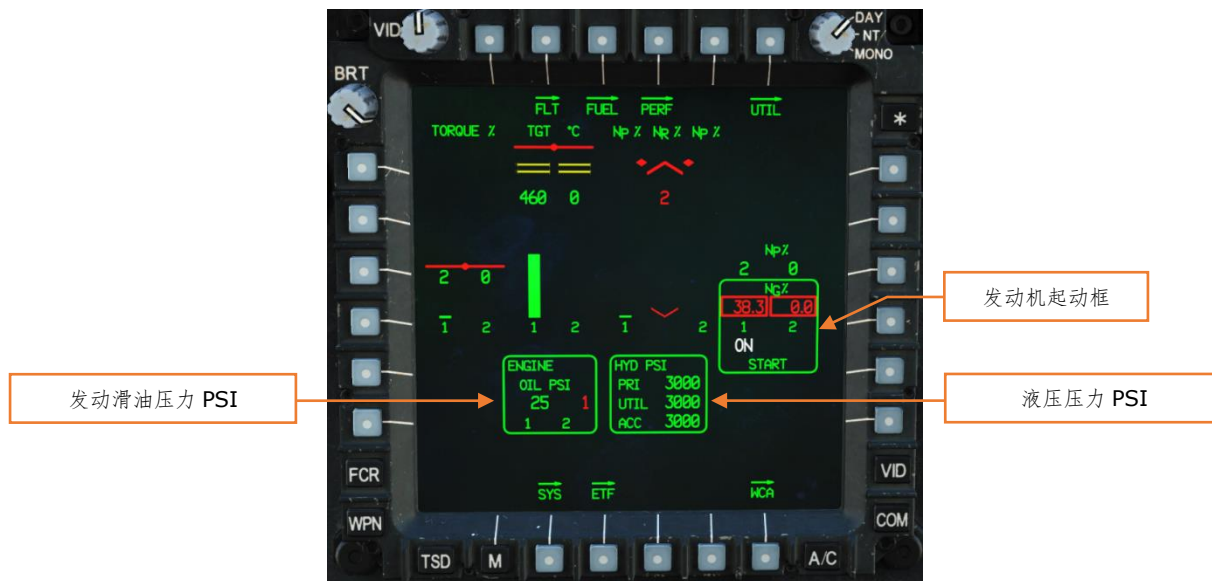 VID
DAY
NT
MONO
BRT
FLT FUEL PERF UTIL
*
TORQUE % TGT °C NP % NR % NP %
460 0 2
NP%
2 0
2 0
NG%
38.3 0.0
1 2 1 2 1 2 1 2
ON
START
ENGINE
OIL PSI
25 1
1 2
HYD PSI
PRI 3000
UTIL 3000
ACC 3000
发动机起动框
发动滑油压力 PSI
液压压力 PSI
FCR
VID
SYS ETF WCA
WPN
COM
TSD M A/C